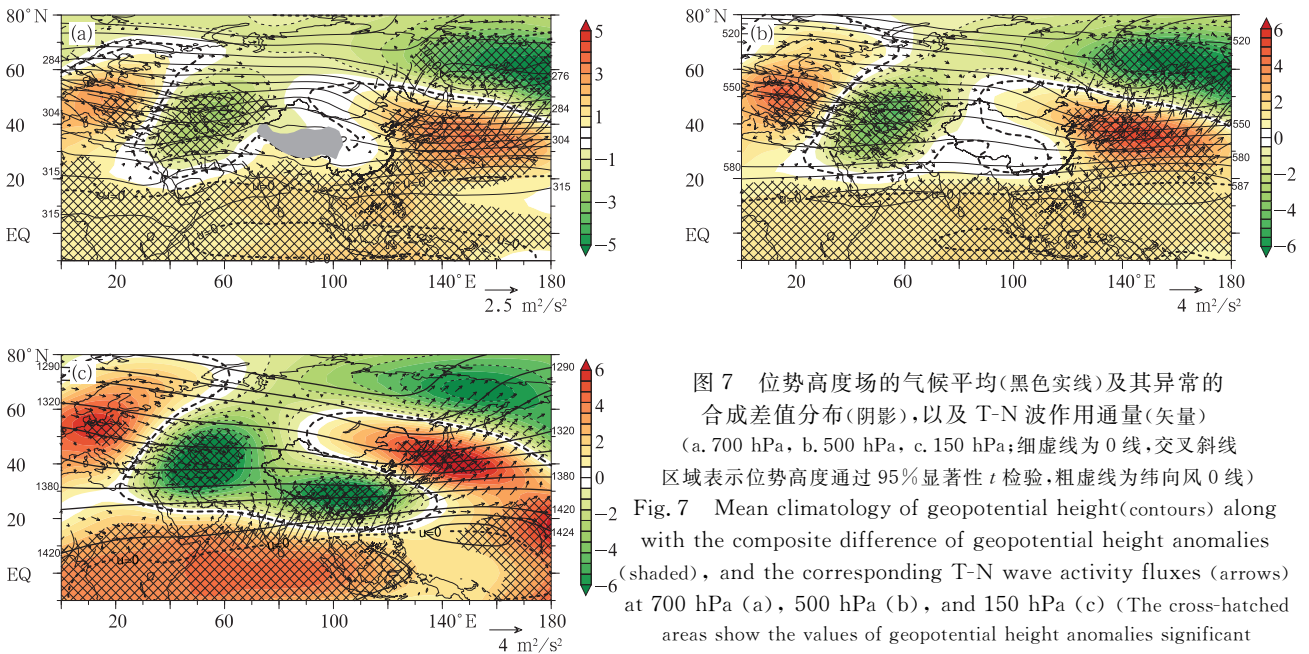 80°N
60
40
20
EQ
(a)
284
304
315
315
276
284
304
315
u=0
u=0
u=0
u=0
20
60
100
140°E
180
2.5 m²/s²
5
3
1
−1
−3
−5
80°N
60
40
20
EQ
(b)
520
550
580
520
550
580
587
u=0
u=0
u=0
20
60
100
140°E
180
4 m²/s²
6
4
2
0
−2
−4
−6
80°N
60
40
20
EQ
(c)
1290
1320
1380
1420
1290
1320
1380
1420
1424
u=0
u=0
20
60
100
140°E
180
4 m²/s²
6
4
2
0
−2
−4
−6
图 7 位势高度场的气候平均(黑色实线)及其异常的
合成差值分布(阴影),以及 T-N 波作用通量(矢量)
(a. 700 hPa, b. 500 hPa, c. 150 hPa;细虚线为 0 线,交叉斜线
区域表示位势高度通过 95%显著性 t 检验,粗虚线为纬向风 0 线)
Fig. 7 Mean climatology of geopotential height(contours) along
with the composite difference of geopotential height anomalies
(shaded), and the corresponding T-N wave activity fluxes (arrows)
at 700 hPa (a), 500 hPa (b), and 150 hPa (c) (The cross-hatched
areas show the values of geopotential height anomalies significant